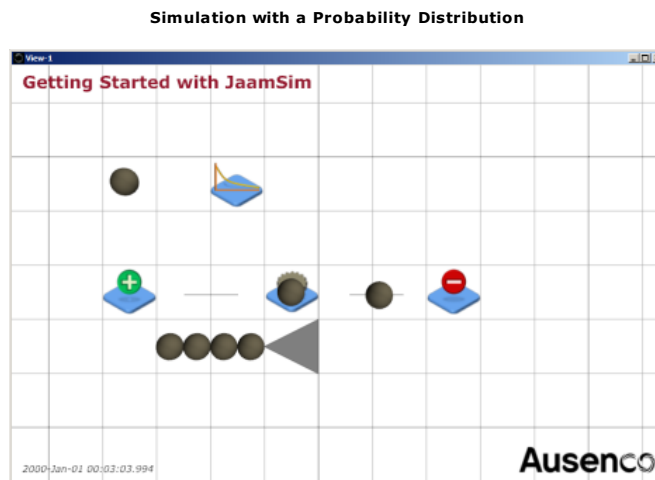 Simulation with a Probability Distribution
View-1
Getting Started with JaamSim
2000-Jan-01 00:03:03.994
Ausenco